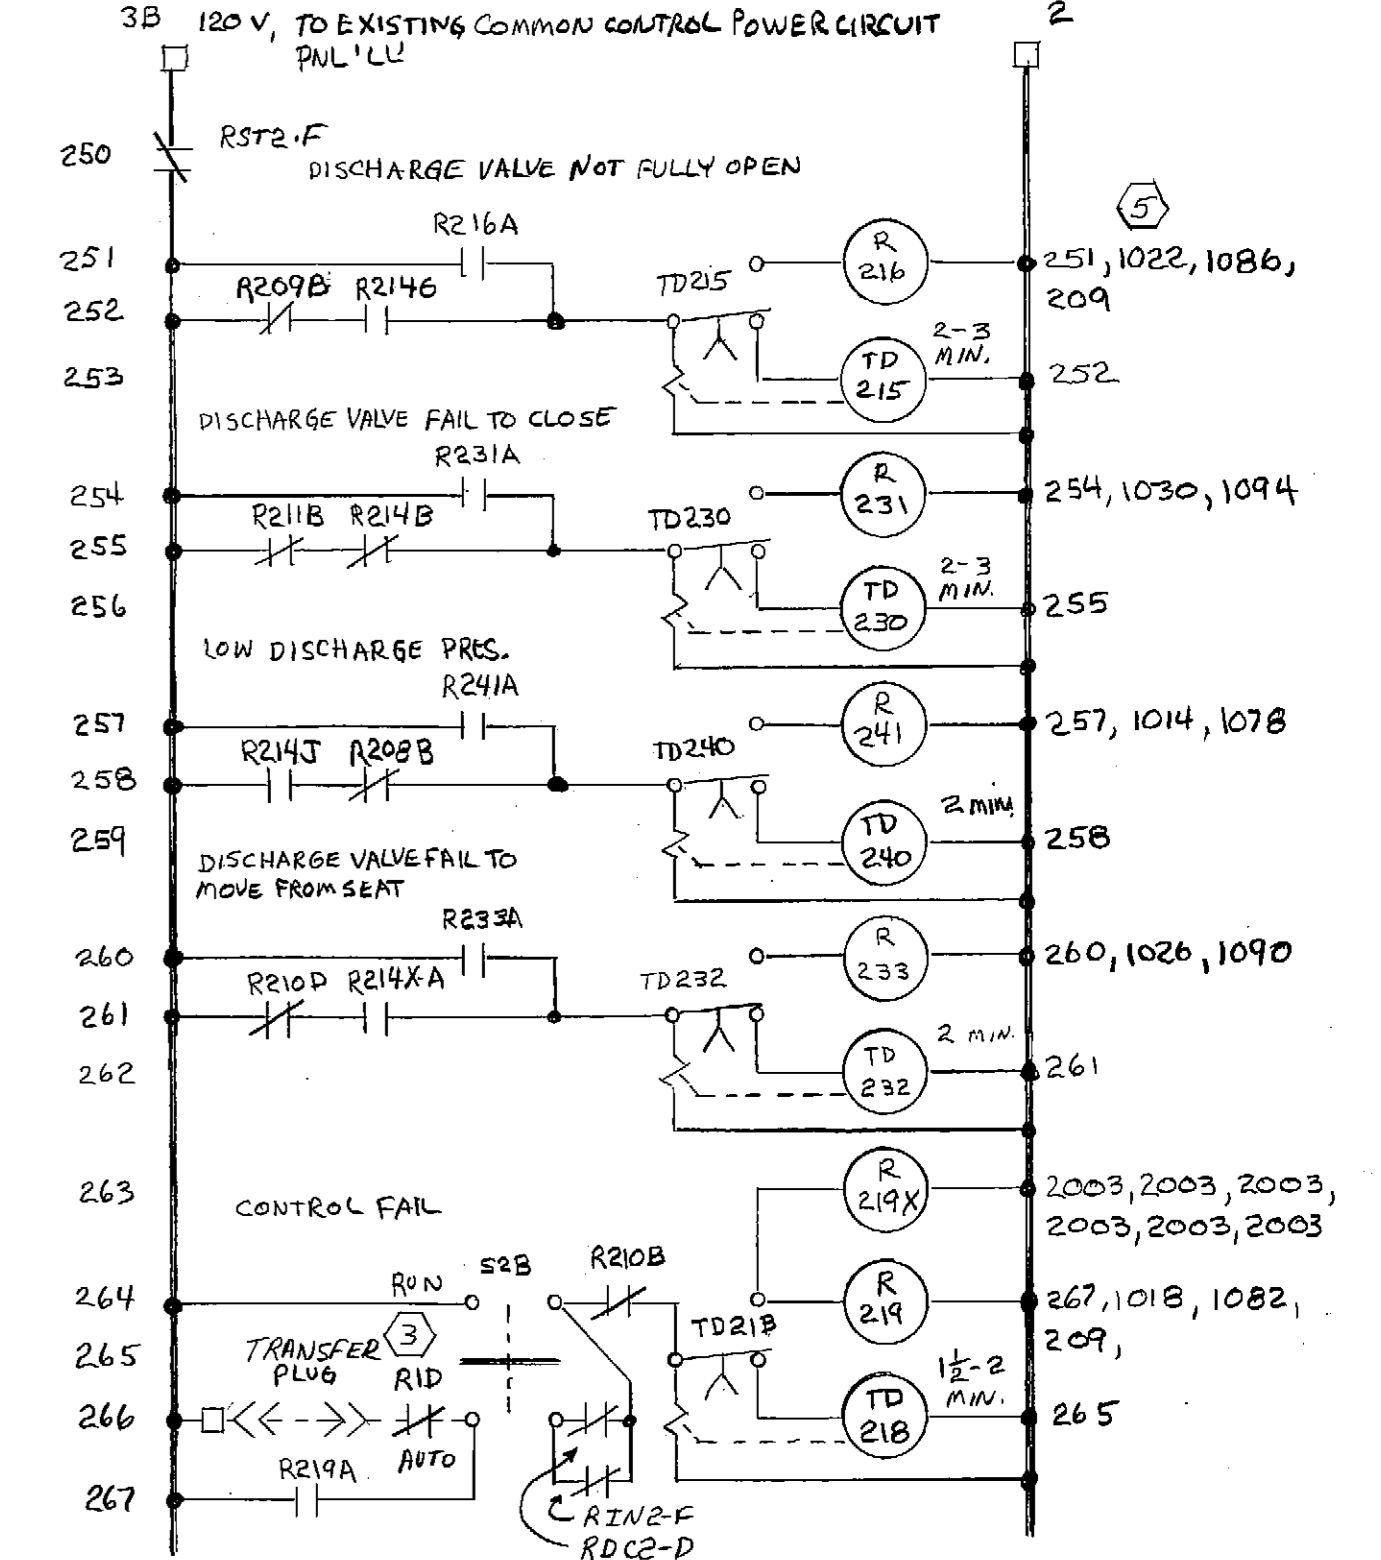 3B 120 V, TO EXISTING COMMON CONTROL POWER CIRCUIT 2
PNL 'LU'
250 RST2.F
DISCHARGE VALVE NOT FULLY OPEN
5
R216A
251 R 216 251, 1022, 1086,
209
R209B R214G TD215
252
2-3
MIN.
253 TD 215 252
DISCHARGE VALVE FAIL TO CLOSE
R231A
254 R 231 254, 1030, 1094
R211B R214B TD230
255
2-3
MIN.
256 TD 230 255
LOW DISCHARGE PRES.
R241A
257 R 241 257, 1014, 1078
R214J R208B TD240
258
2 MIN.
259 TD 240 258
DISCHARGE VALVE FAIL TO
MOVE FROM SEAT
R233A
260 R 233 260, 1026, 1090
R210D R214X-A TD232
261
2 MIN.
262 TD 232 261
263 R 219X 2003, 2003, 2003,
2003, 2003, 2003
CONTROL FAIL
S2B R210B
264 RUN R 219 267, 1018, 1082,
209,
3
TD218
265 TRANSFER
PLUG R1D
1½-2
MIN.
266 TD 218 265
AUTO
R219A
267
RIN2-F
RDC2-D